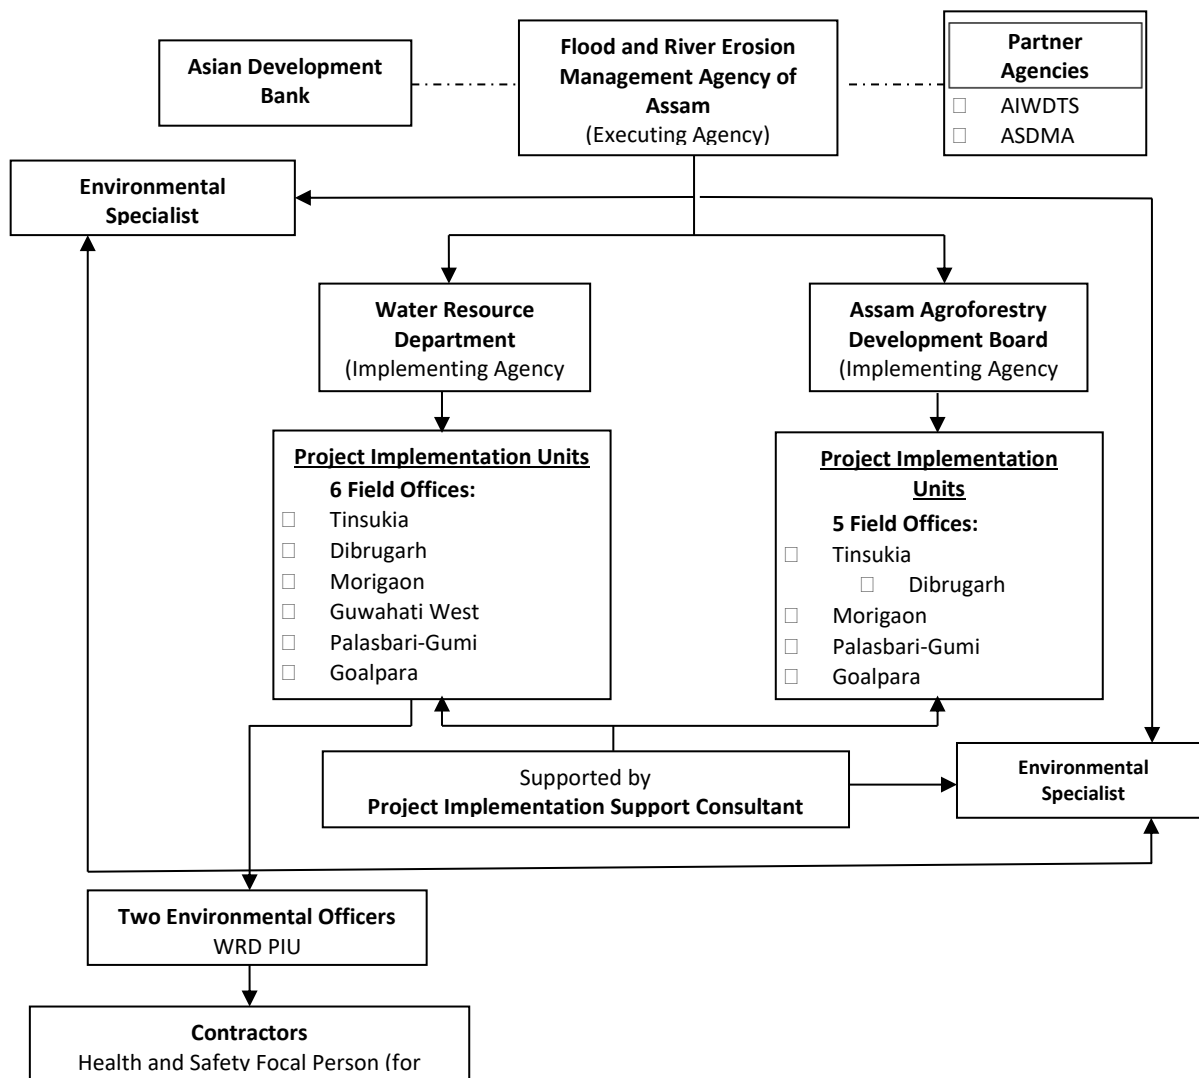 Asian Development
Bank
Flood and River Erosion
Management Agency of
Assam
(Executing Agency)
Partner
Agencies
AIWDTS
ASDMA
Environmental
Specialist
Water Resource
Department
(Implementing Agency
Assam Agroforestry
Development Board
(Implementing Agency
Project Implementation Units
6 Field Offices:
Tinsukia
Dibrugarh
Morigaon
Guwahati West
Palasbari-Gumi
Goalpara
Project Implementation
Units
5 Field Offices:
Tinsukia
Dibrugarh
Morigaon
Palasbari-Gumi
Goalpara
Supported by
Project Implementation Support Consultant
Environmental
Specialist
Two Environmental Officers
WRD PIU
Contractors
Health and Safety Focal Person (for